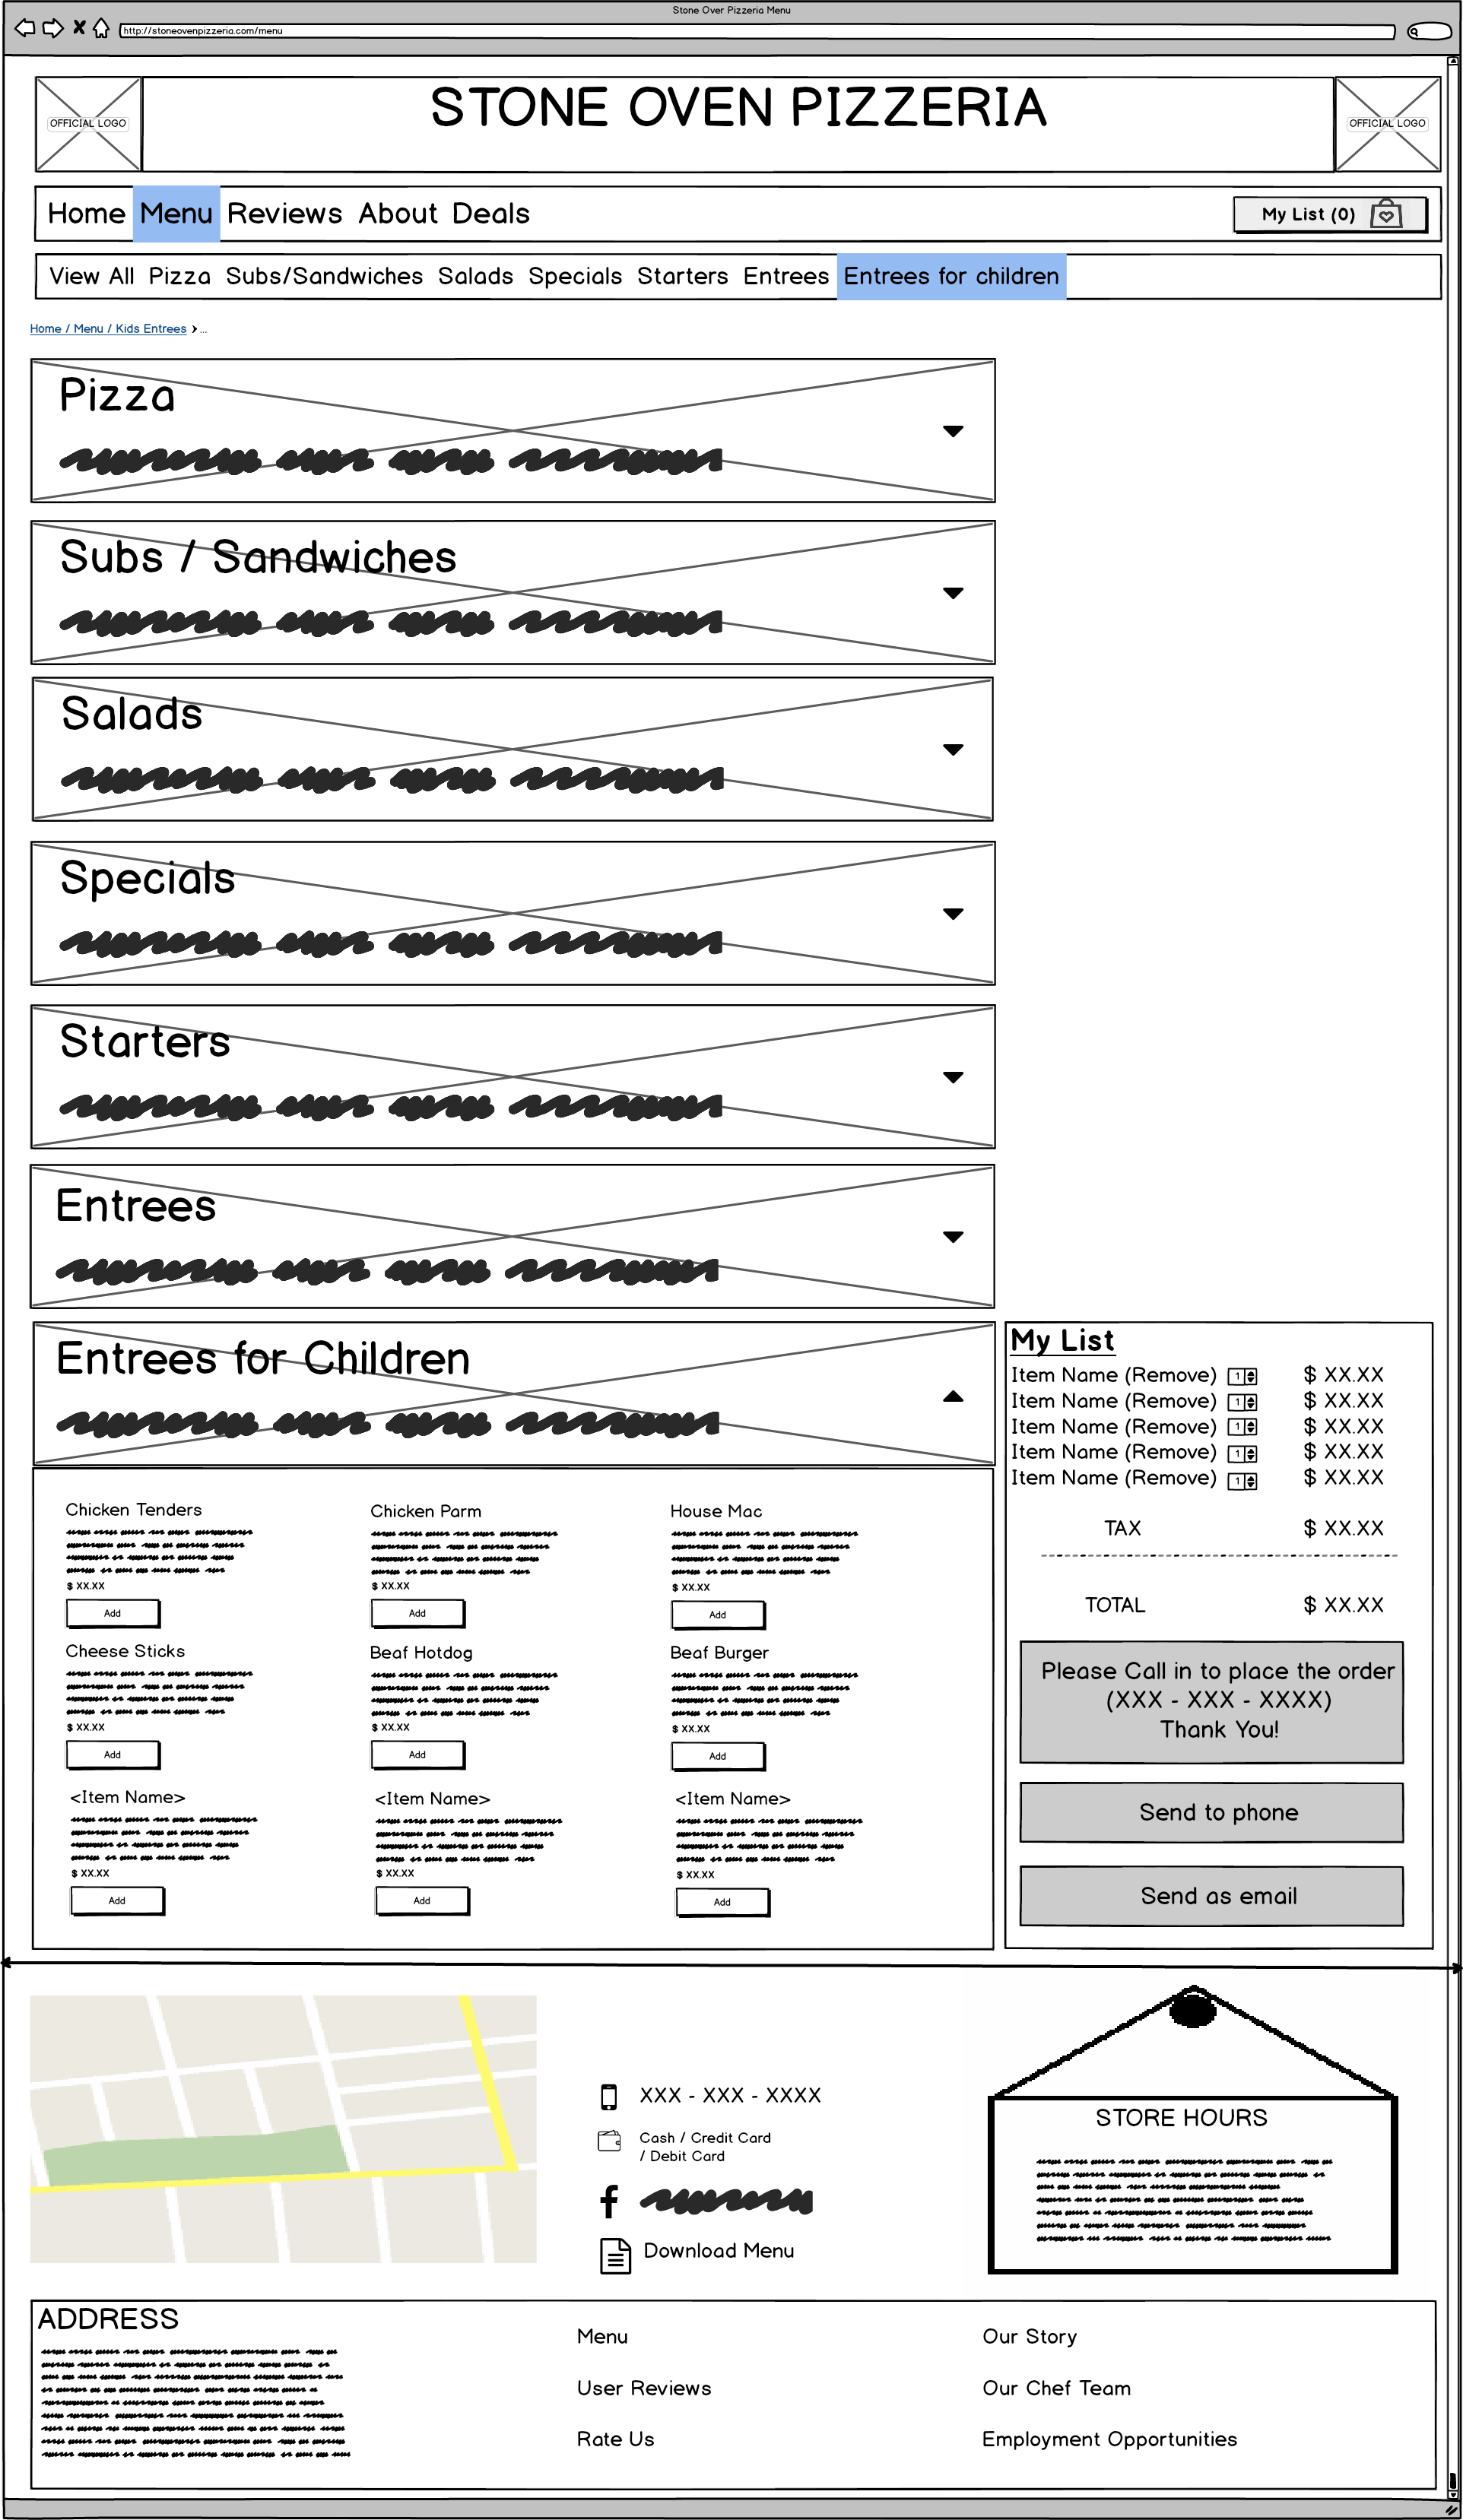 Stone Over Pizzeria Menu
http://stoneovenpizzeria.com/menu
OFFICIAL LOGO
STONE OVEN PIZZERIA
OFFICIAL LOGO
Home Menu Reviews About Deals
My List (0)
View All Pizza Subs/Sandwiches Salads Specials Starters Entrees Entrees for children
Home / Menu / Kids Entrees > ...
Pizza
Subs / Sandwiches
Salads
Specials
Starters
Entrees
Entrees for Children
Chicken Tenders
$ XX.XX
Add
Chicken Parm
$ XX.XX
Add
House Mac
$ XX.XX
Add
Cheese Sticks
$ XX.XX
Add
Beaf Hotdog
$ XX.XX
Add
Beaf Burger
$ XX.XX
Add
<Item Name>
$ XX.XX
Add
<Item Name>
$ XX.XX
Add
<Item Name>
$ XX.XX
Add
My List
Item Name (Remove) 1 $ XX.XX
Item Name (Remove) 1 $ XX.XX
Item Name (Remove) 1 $ XX.XX
Item Name (Remove) 1 $ XX.XX
Item Name (Remove) 1 $ XX.XX
TAX $ XX.XX
TOTAL $ XX.XX
Please Call in to place the order
(XXX - XXX - XXXX)
Thank You!
Send to phone
Send as email
XXX - XXX - XXXX
Cash / Credit Card
/ Debit Card
Download Menu
STORE HOURS
ADDRESS
Menu
User Reviews
Rate Us
Our Story
Our Chef Team
Employment Opportunities